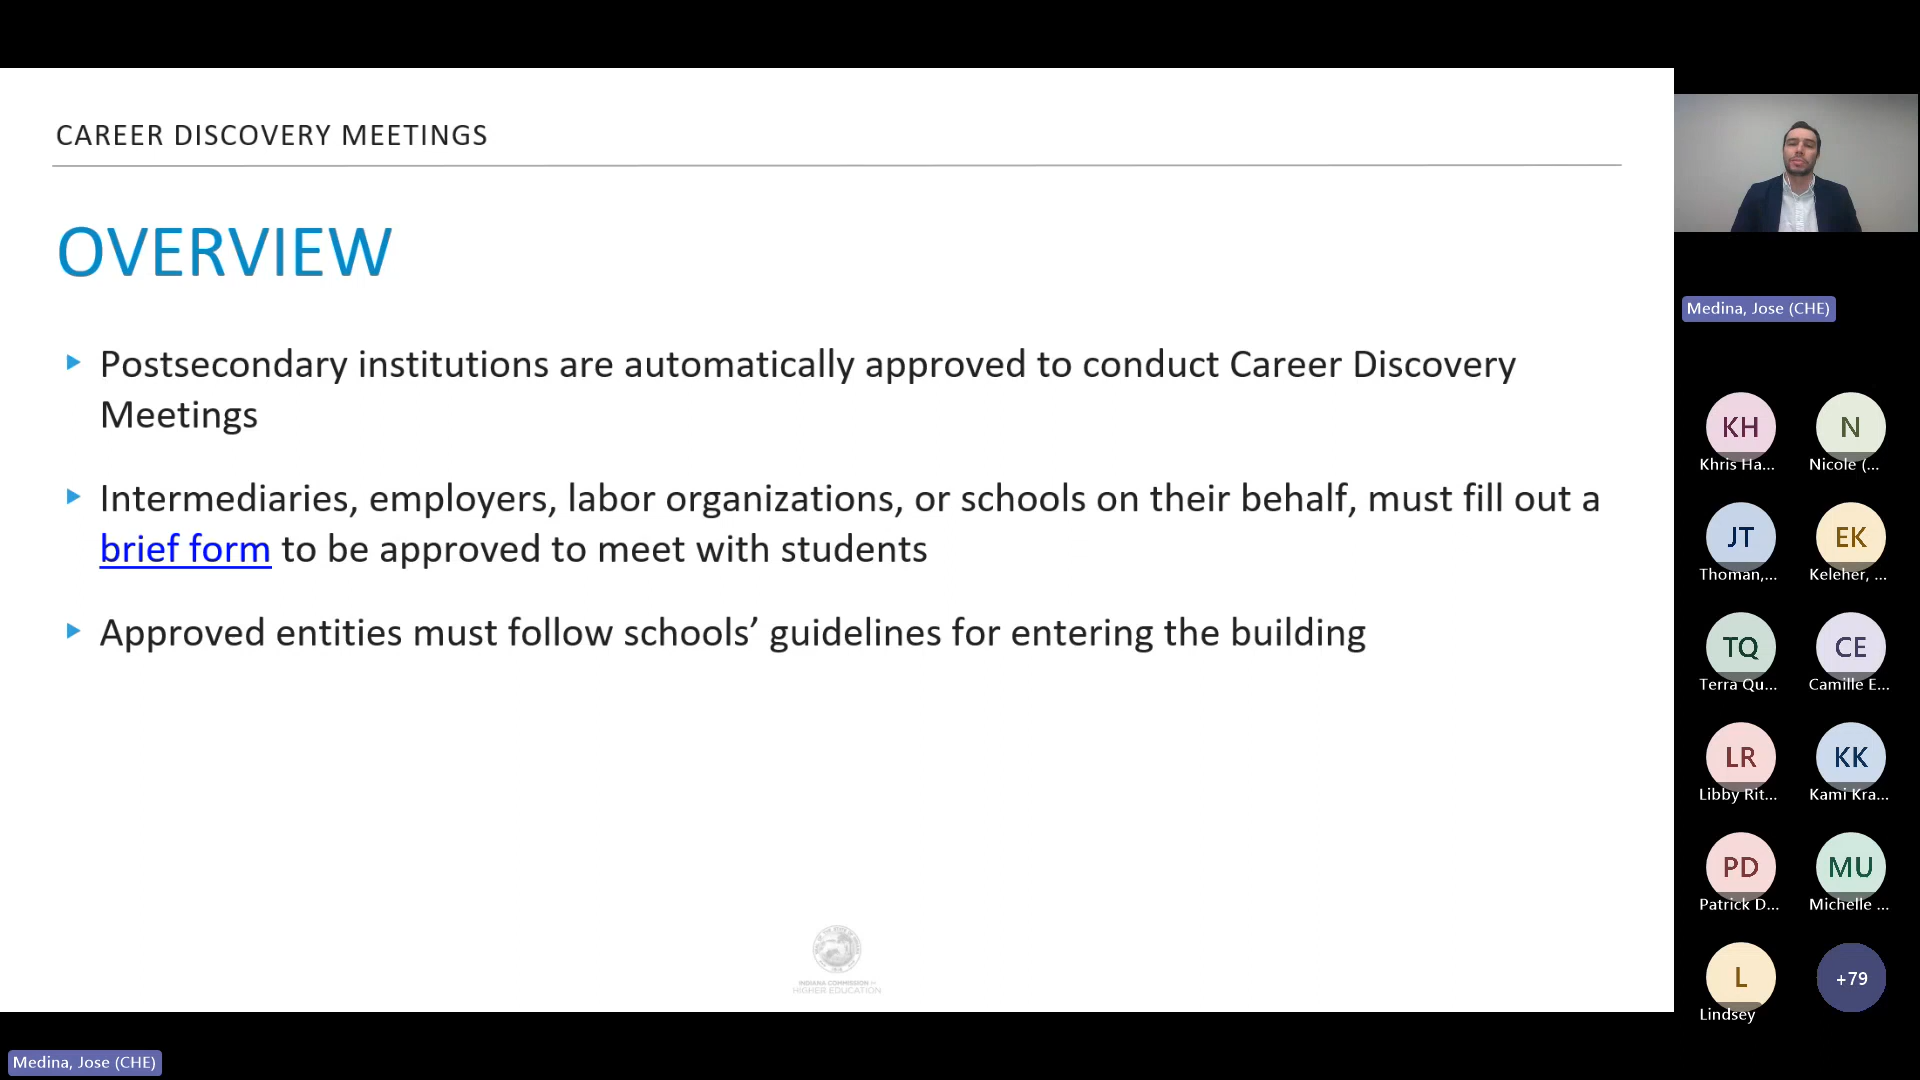 CAREER DISCOVERY MEETINGS
OVERVIEW
Postsecondary institutions are automatically approved to conduct Career Discovery
Meetings
Intermediaries, employers, labor organizations, or schools on their behalf, must fill out a
brief form to be approved to meet with students
Approved entities must follow schools’ guidelines for entering the building
INDIANA COMMISSION for
HIGHER EDUCATION
Medina, Jose (CHE)
KH
Khris Ha...
N
Nicole (...
JT
Thoman,...
EK
Keleher, ...
TQ
Terra Qu...
CE
Camille E...
LR
Libby Rit...
KK
Kami Kra...
PD
Patrick D...
MU
Michelle ...
L
Lindsey
+79
Medina, Jose (CHE)